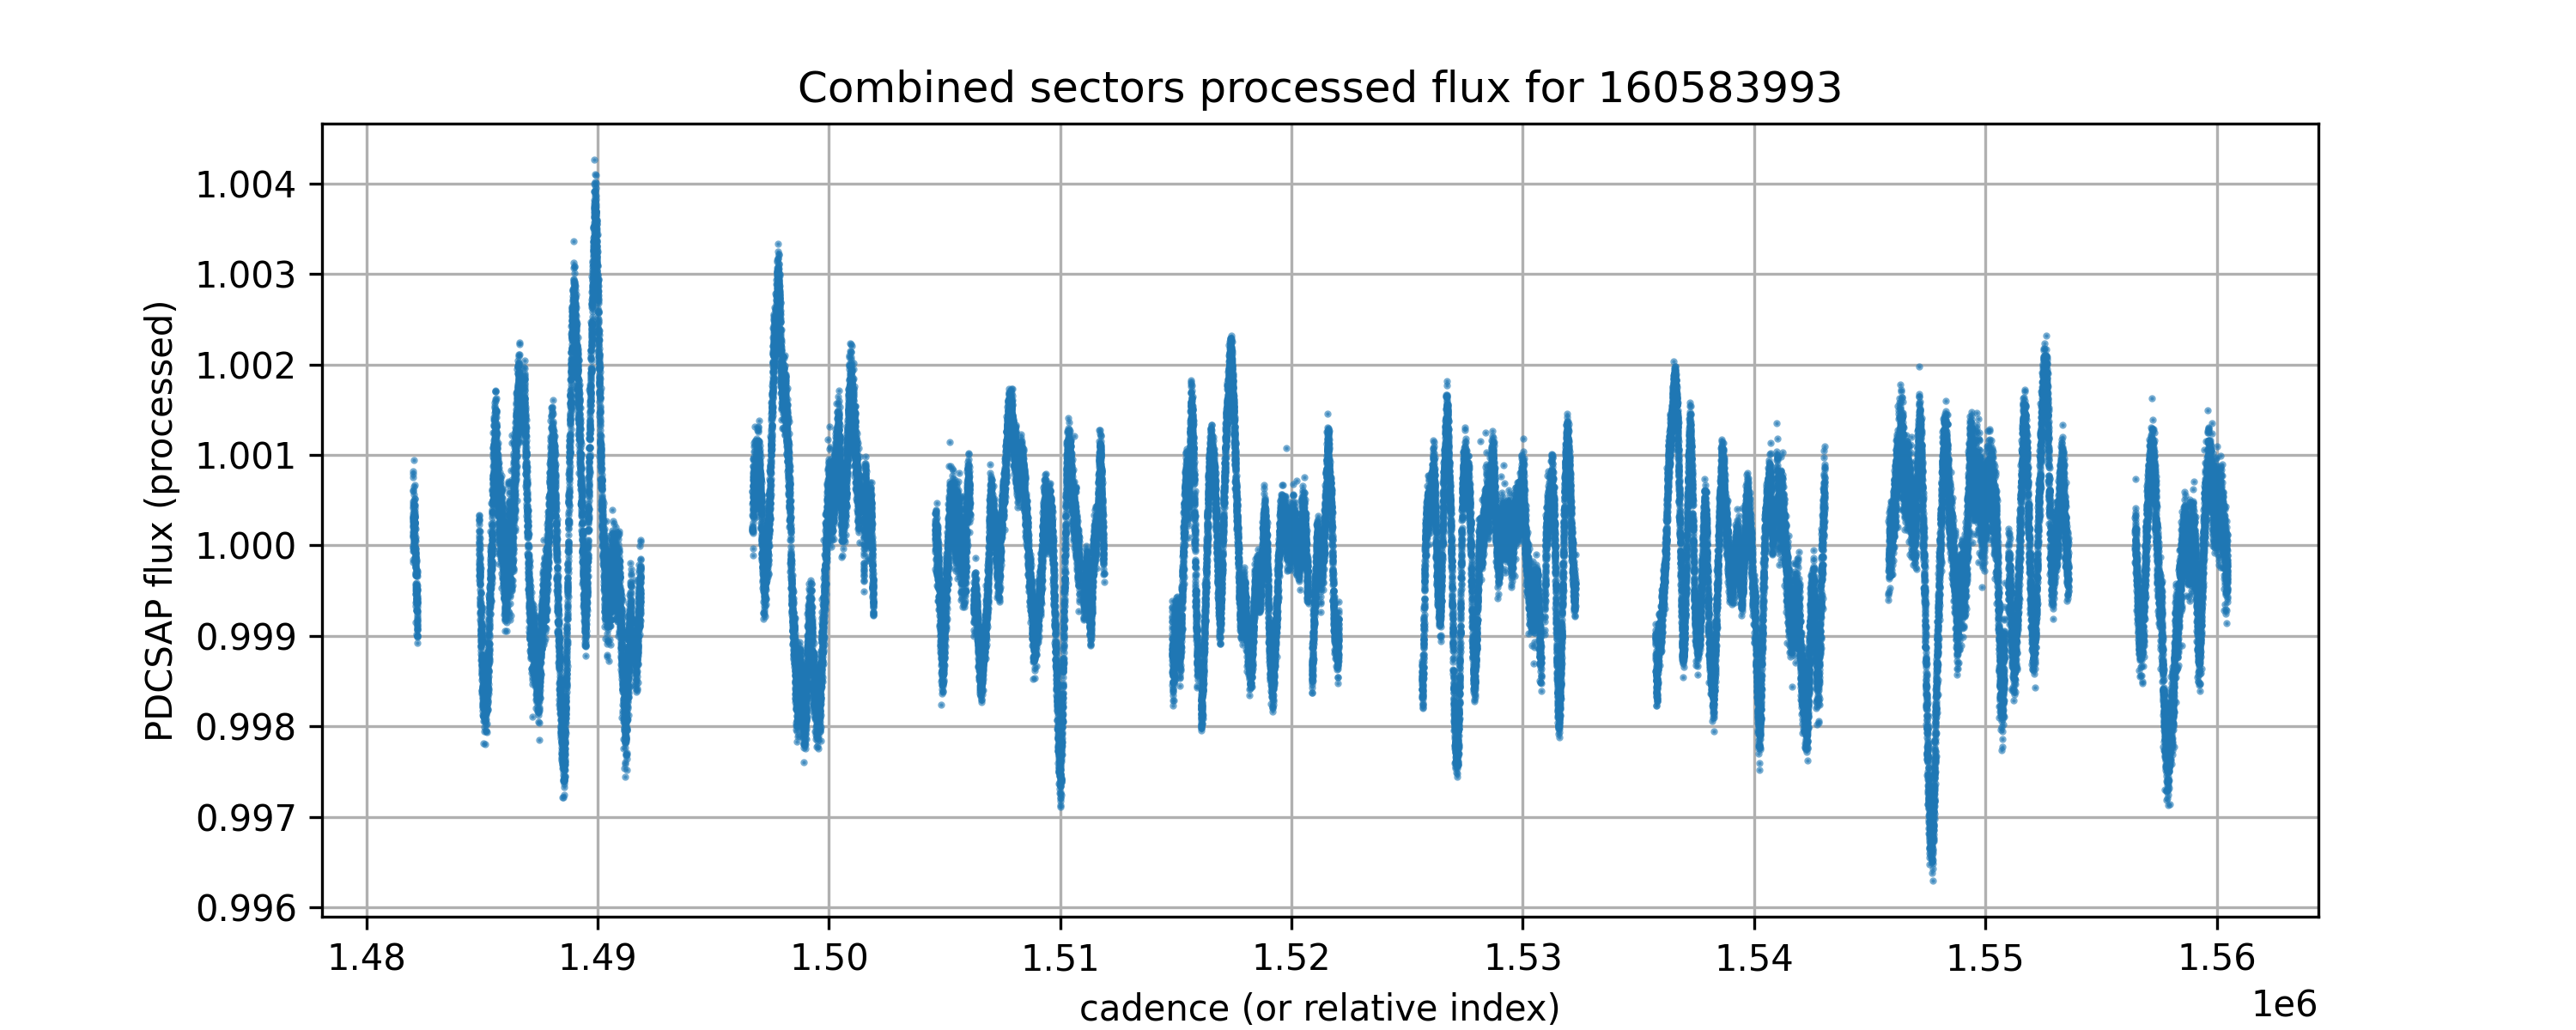 Combined sectors processed flux for 160583993
PDCSAP flux (processed)
1.004
1.003
1.002
1.001
1.000
0.999
0.998
0.997
0.996
1.48 1.49 1.50 1.51 1.52 1.53 1.54 1.55 1.56
1e6
cadence (or relative index)